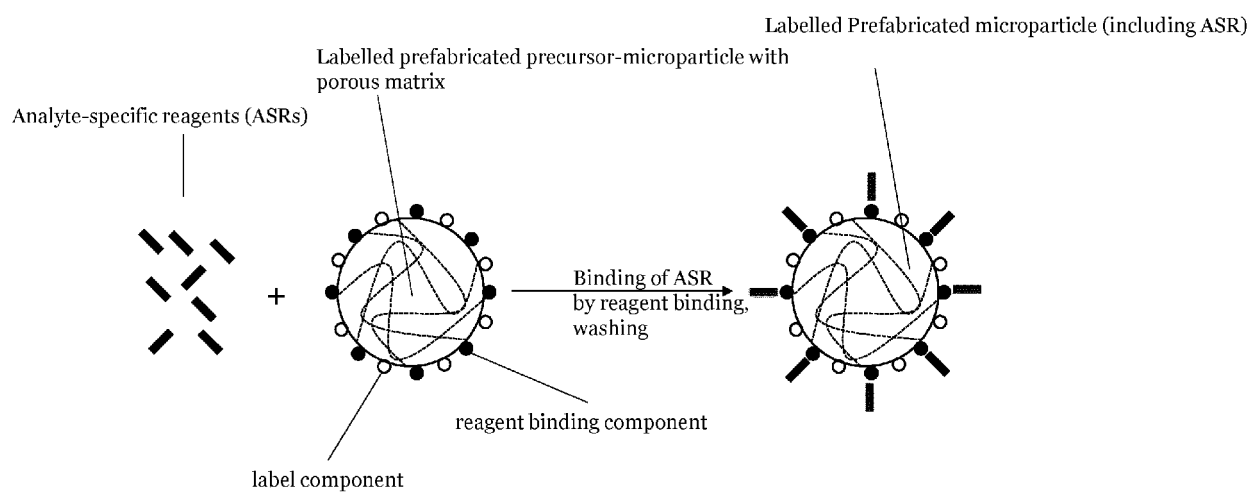 Labelled Prefabricated microparticle (including ASR)
Labelled prefabricated precursor-microparticle with
porous matrix
Analyte-specific reagents (ASRs)
+
Binding of ASR
by reagent binding,
washing
reagent binding component
label component